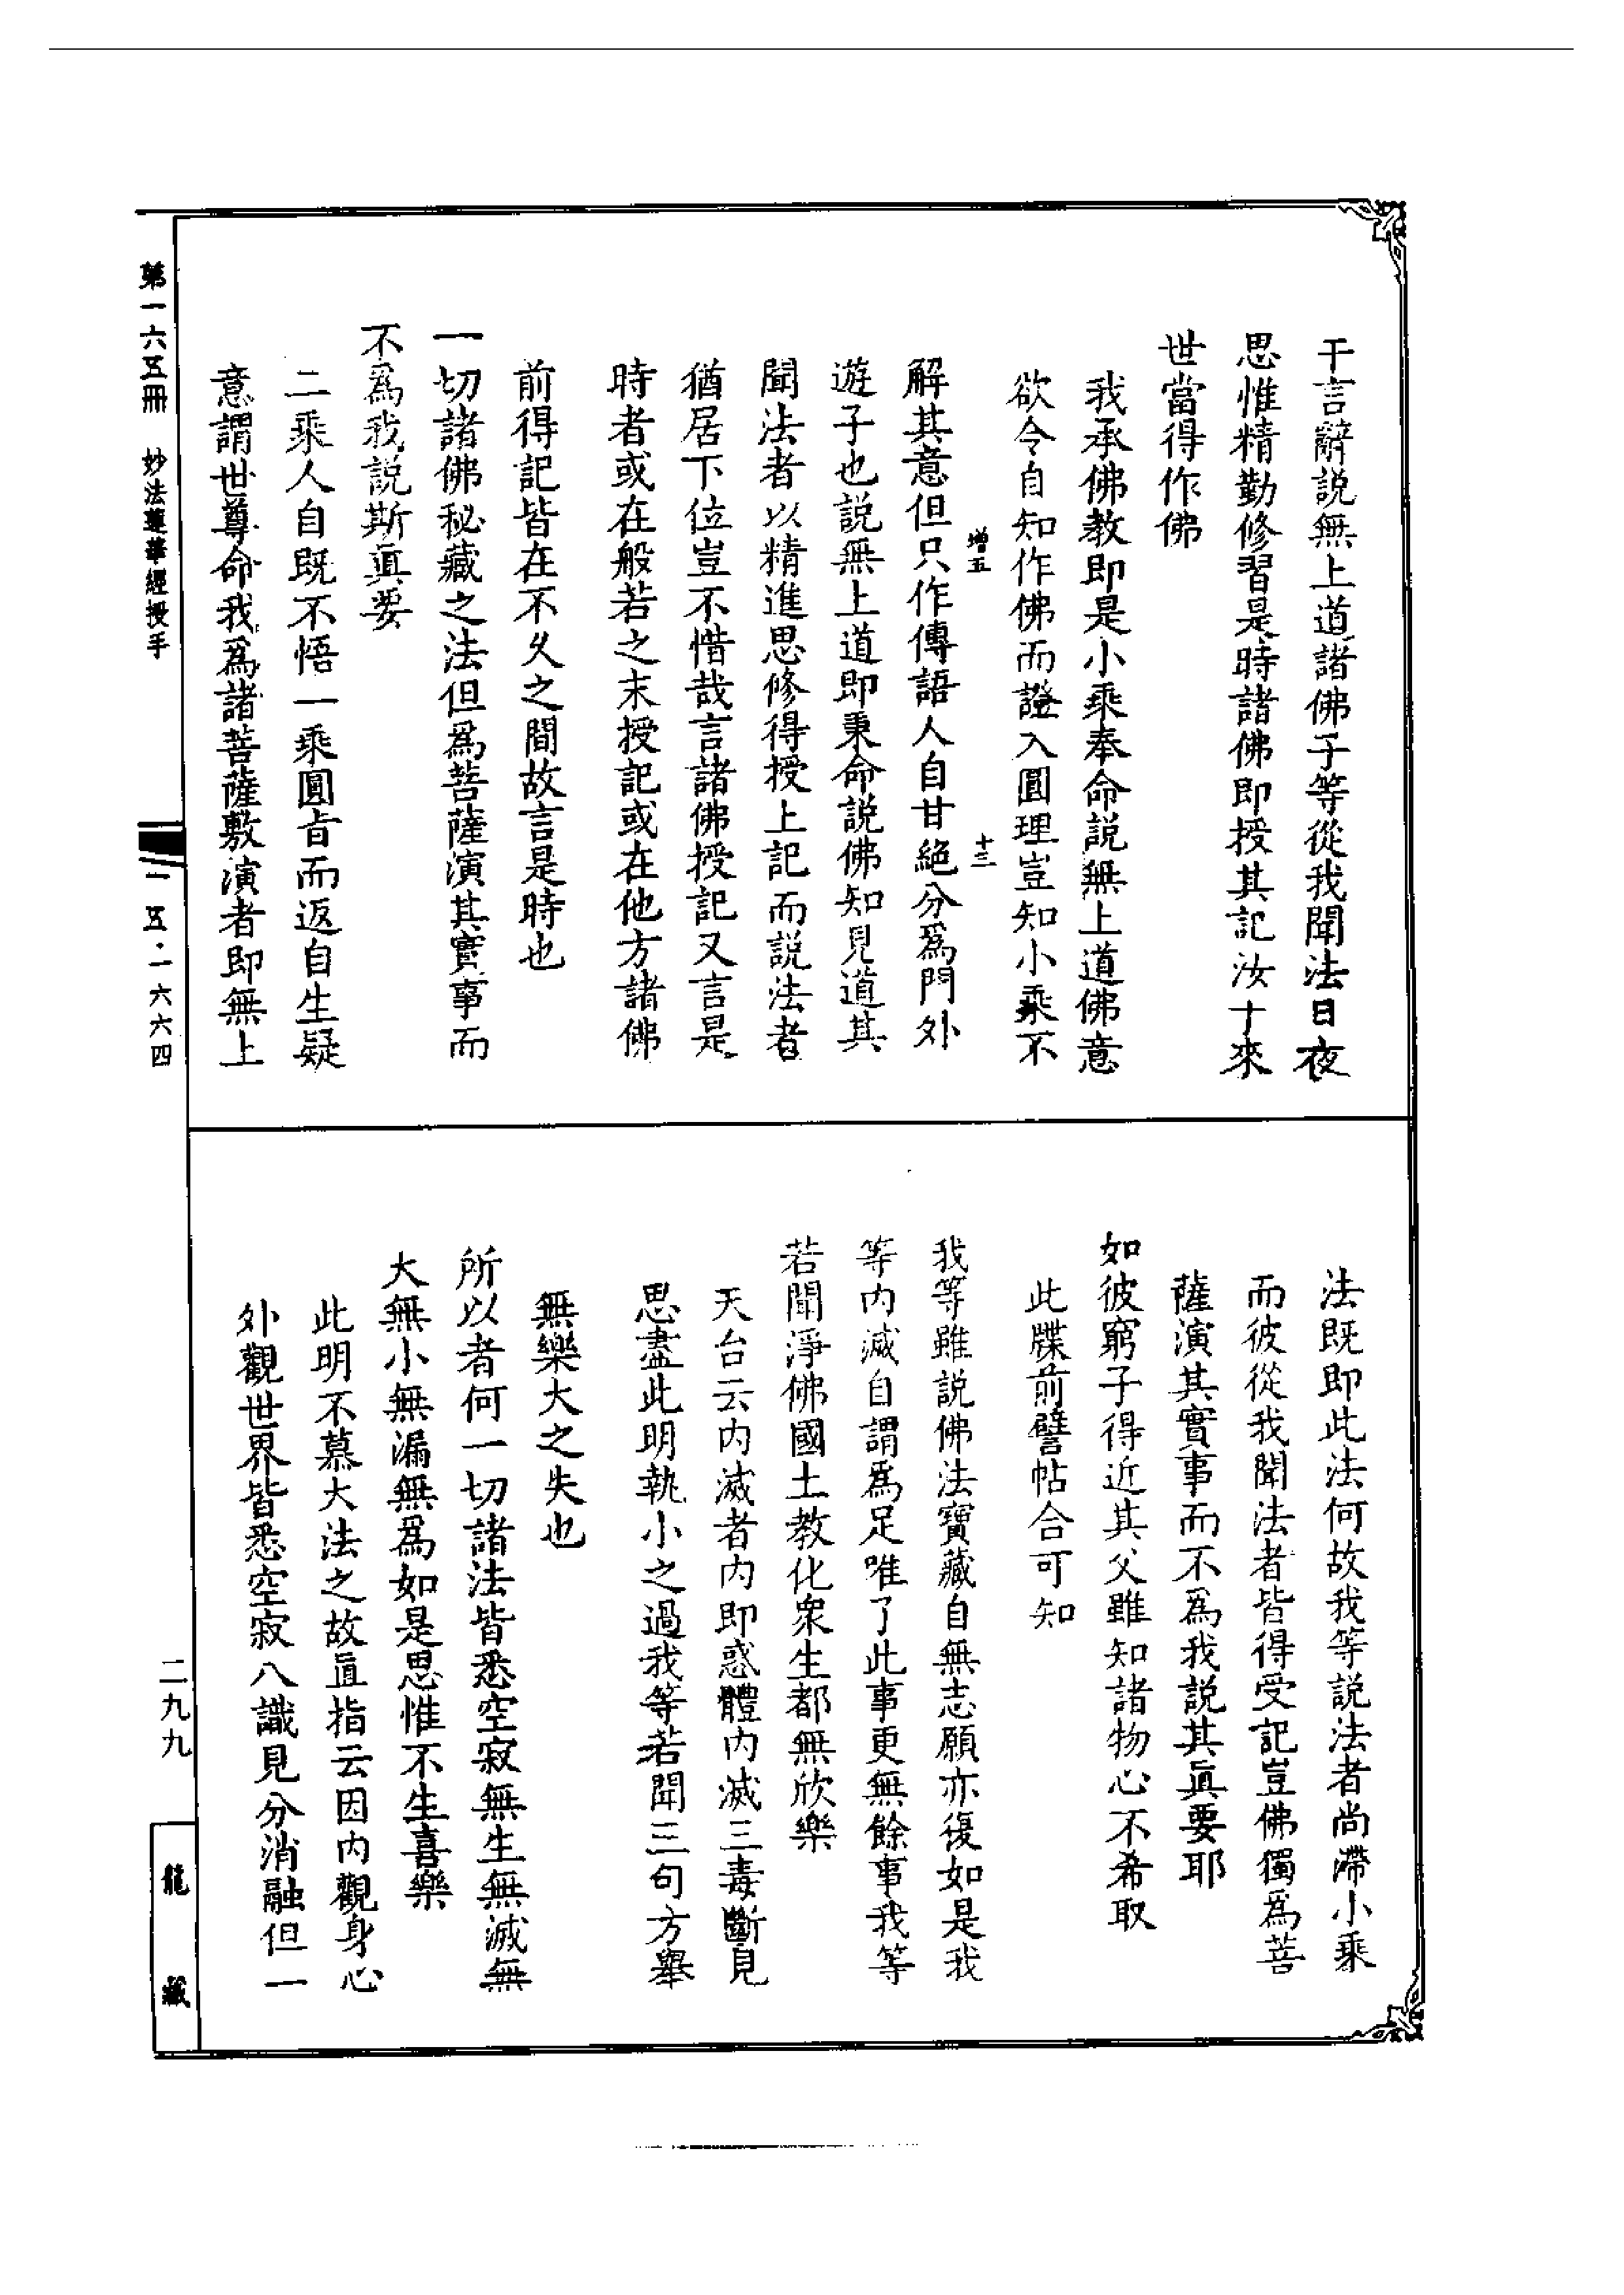 干言辭說無上道諸佛子等從我聞法日夜
思惟精勤修習是時諸佛即授其記汝十來
世當得作佛
我承佛教即是小乘奉命說無上道佛意
欲令自知作佛而證入圓理豈知小乘不
增五
十三
解其意但只作傳語人自甘絕分爲門外
遊子也說無上道即秉命說佛知見道其
聞法者以精進思修得授上記而說法者
猶居下位豈不惜哉言諸佛授記又言是
時者或在般若之末授記或在他方諸佛
前得記皆在不久之間故言是時也
一切諸佛秘藏之法但爲菩薩演其實事而
不爲我說斯眞要
二乘人自既不悟一乘圓旨而返自生疑
意謂世尊命我爲諸菩薩敷演者即無上
法既即此法何故我等說法者尚滯小乘
而彼從我聞法者皆得受記豈佛獨爲菩
薩演其實事而不爲我說其眞要耶
如彼窮子得近其父雖知諸物心不希取
此牒前譬帖合可知
我等雖說佛法寶藏自無志願亦復如是我
等內滅自謂爲足唯了此事更無餘事我等
若聞淨佛國土教化衆生都無欣樂
天台云內滅者內即惑體內滅三毒斷見
思盡此明執小之過我等若聞三句方舉
無樂大之失也
所以者何一切諸法皆悉空寂無生無滅無
大無小無漏無爲如是思惟不生喜樂
此明不慕大法之故直指云因內觀身心
外觀世界皆悉空寂八識見分消融但一
第一六五冊 妙法蓮華經授手
一五·一六六四
二九九
龍藏